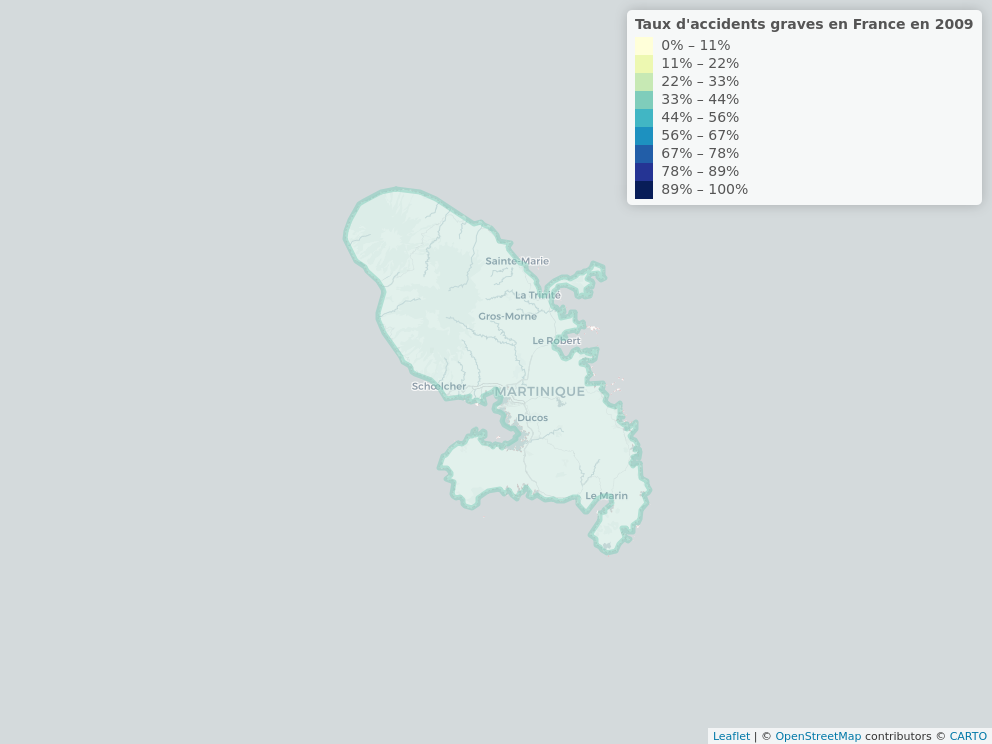 Taux d'accidents graves en France en 2009
0% – 11%
11% – 22%
22% – 33%
33% – 44%
44% – 56%
56% – 67%
67% – 78%
78% – 89%
89% – 100%
Sainte-Marie
La Trinité
Gros-Morne
Le Robert
Schœlcher
MARTINIQUE
Ducos
Le Marin
Leaflet | © OpenStreetMap contributors © CARTO